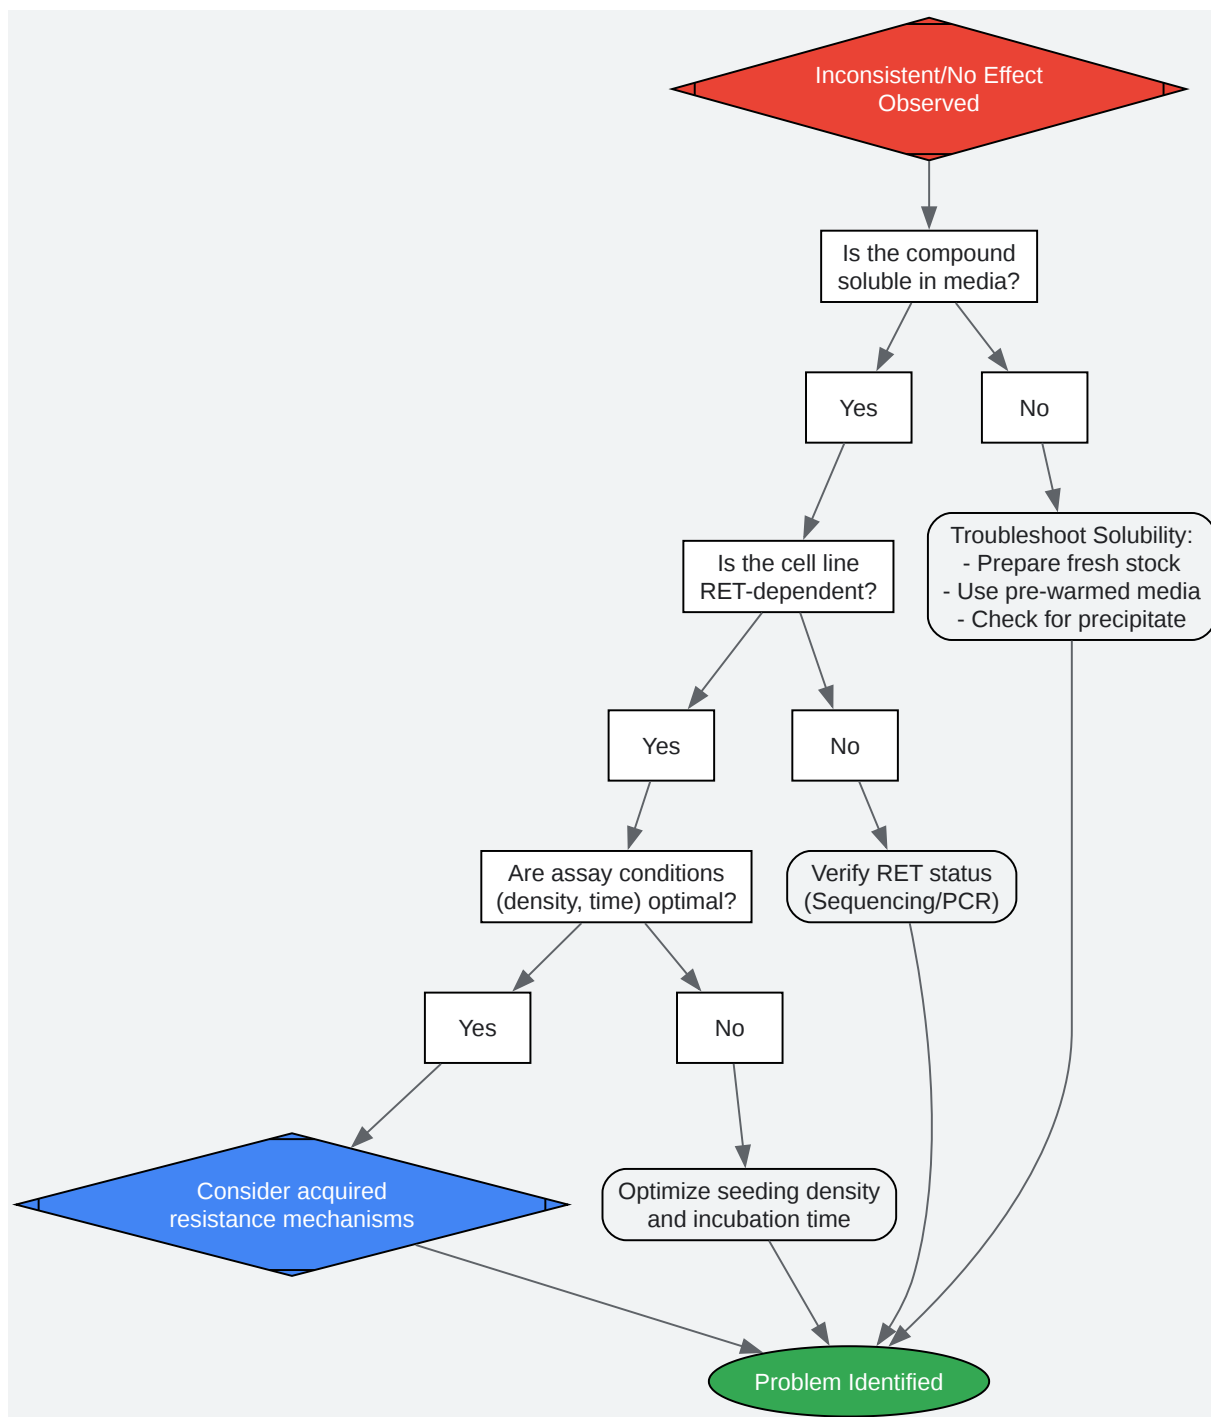 Inconsistent/No Effect
Observed
Is the compound
soluble in media?
Yes
No
Troubleshoot Solubility:
- Prepare fresh stock
- Use pre-warmed media
- Check for precipitate
Is the cell line
RET-dependent?
Yes
No
Are assay conditions
(density, time) optimal?
Verify RET status
(Sequencing/PCR)
Yes
No
Consider acquired
resistance mechanisms
Optimize seeding density
and incubation time
Problem Identified